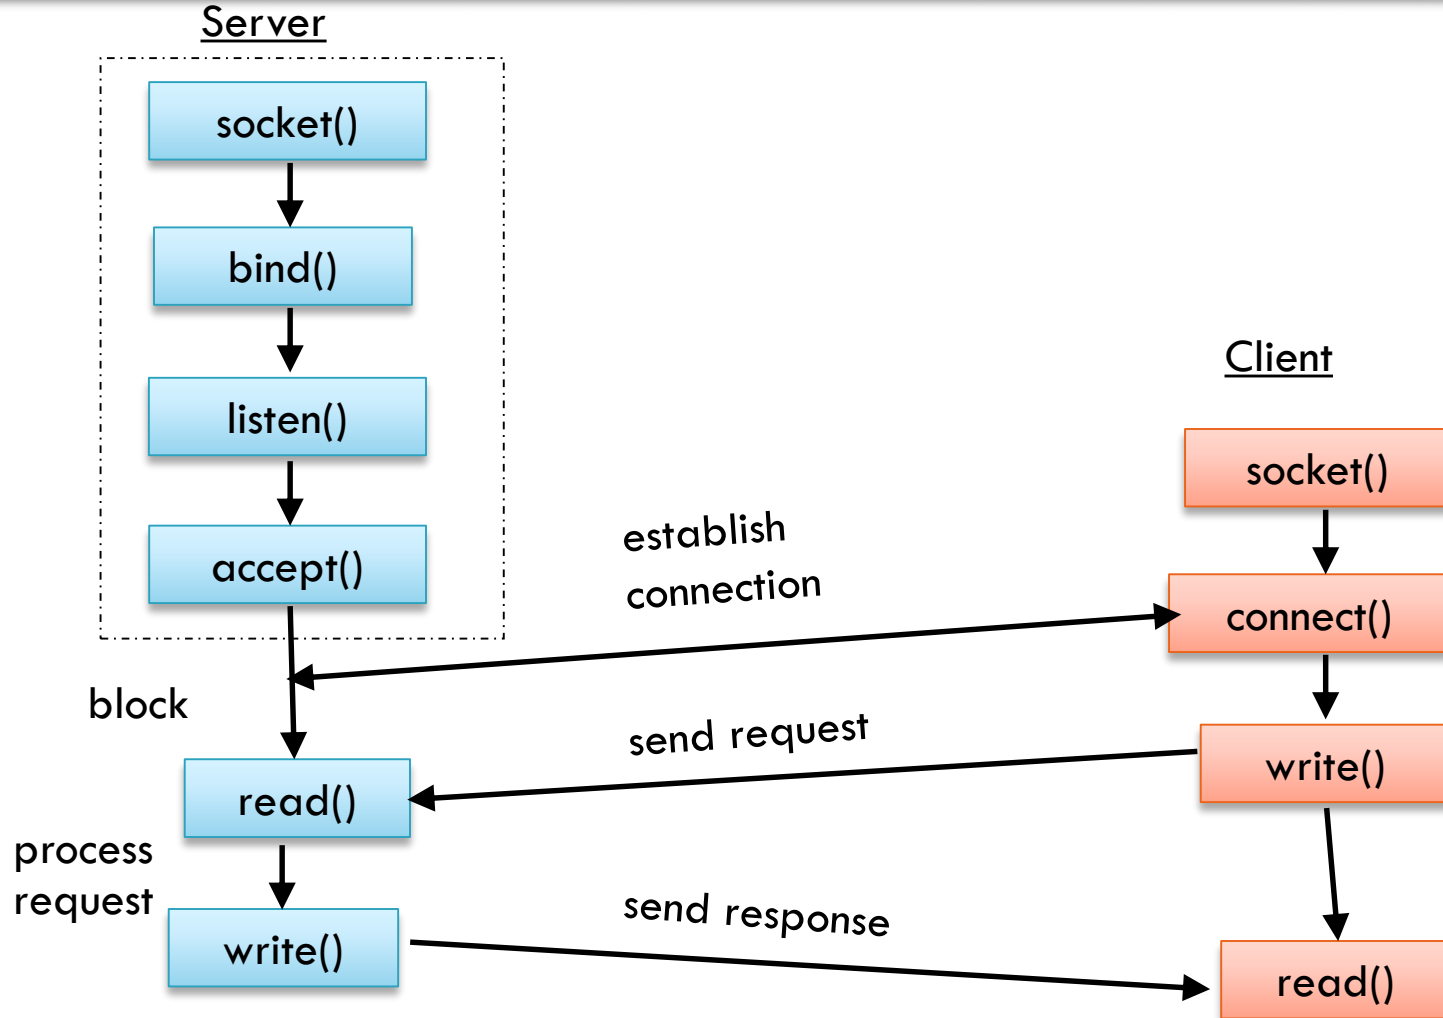 Server
socket()
bind()
listen()
accept()
block
read()
process
request
write()
establish
connection
send request
send response
Client
socket()
connect()
write()
read()